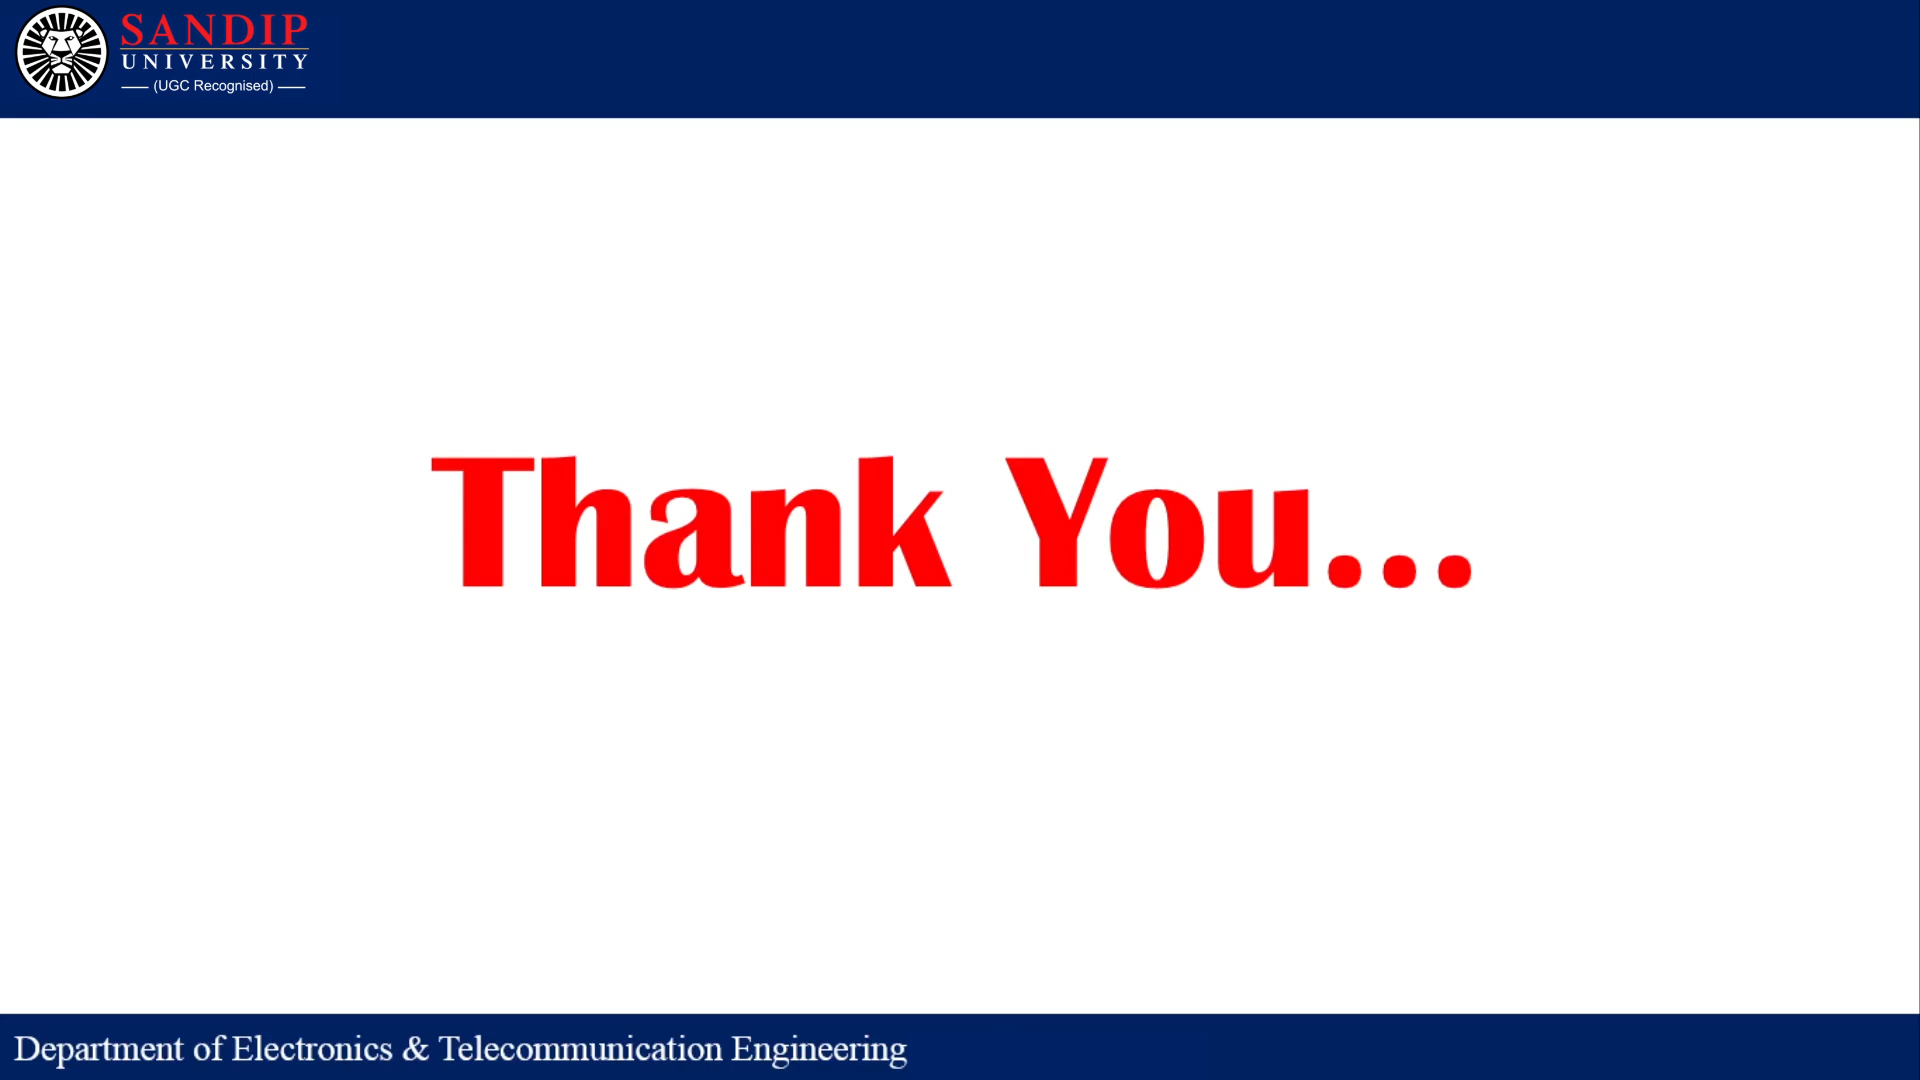 SANDIP
UNIVERSITY
(UGC Recognised)
Thank You...
Department of Electronics & Telecommunication Engineering